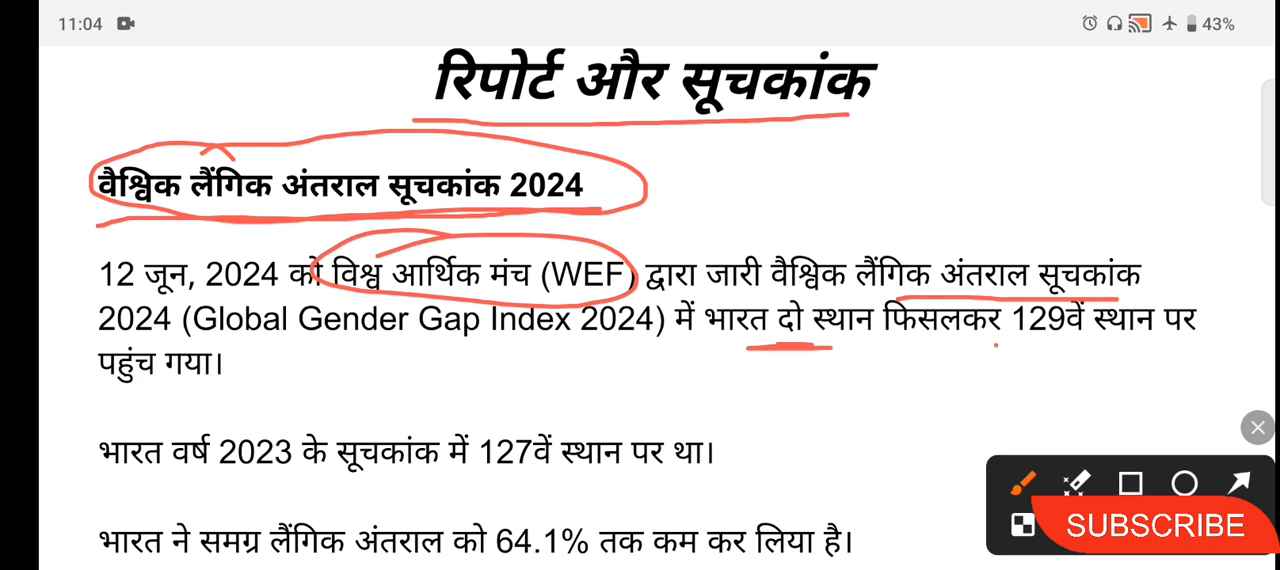 11:04
43%
रिपोर्ट और सूचकांक
वैश्विक लैंगिक अंतराल सूचकांक 2024
12 जून, 2024 को विश्व आर्थिक मंच (WEF) द्वारा जारी वैश्विक लैंगिक अंतराल सूचकांक
2024 (Global Gender Gap Index 2024) में भारत दो स्थान फिसलकर 129वें स्थान पर
पहुंच गया।
भारत वर्ष 2023 के सूचकांक में 127वें स्थान पर था।
भारत ने समग्र लैंगिक अंतराल को 64.1% तक कम कर लिया है।
SUBSCRIBE